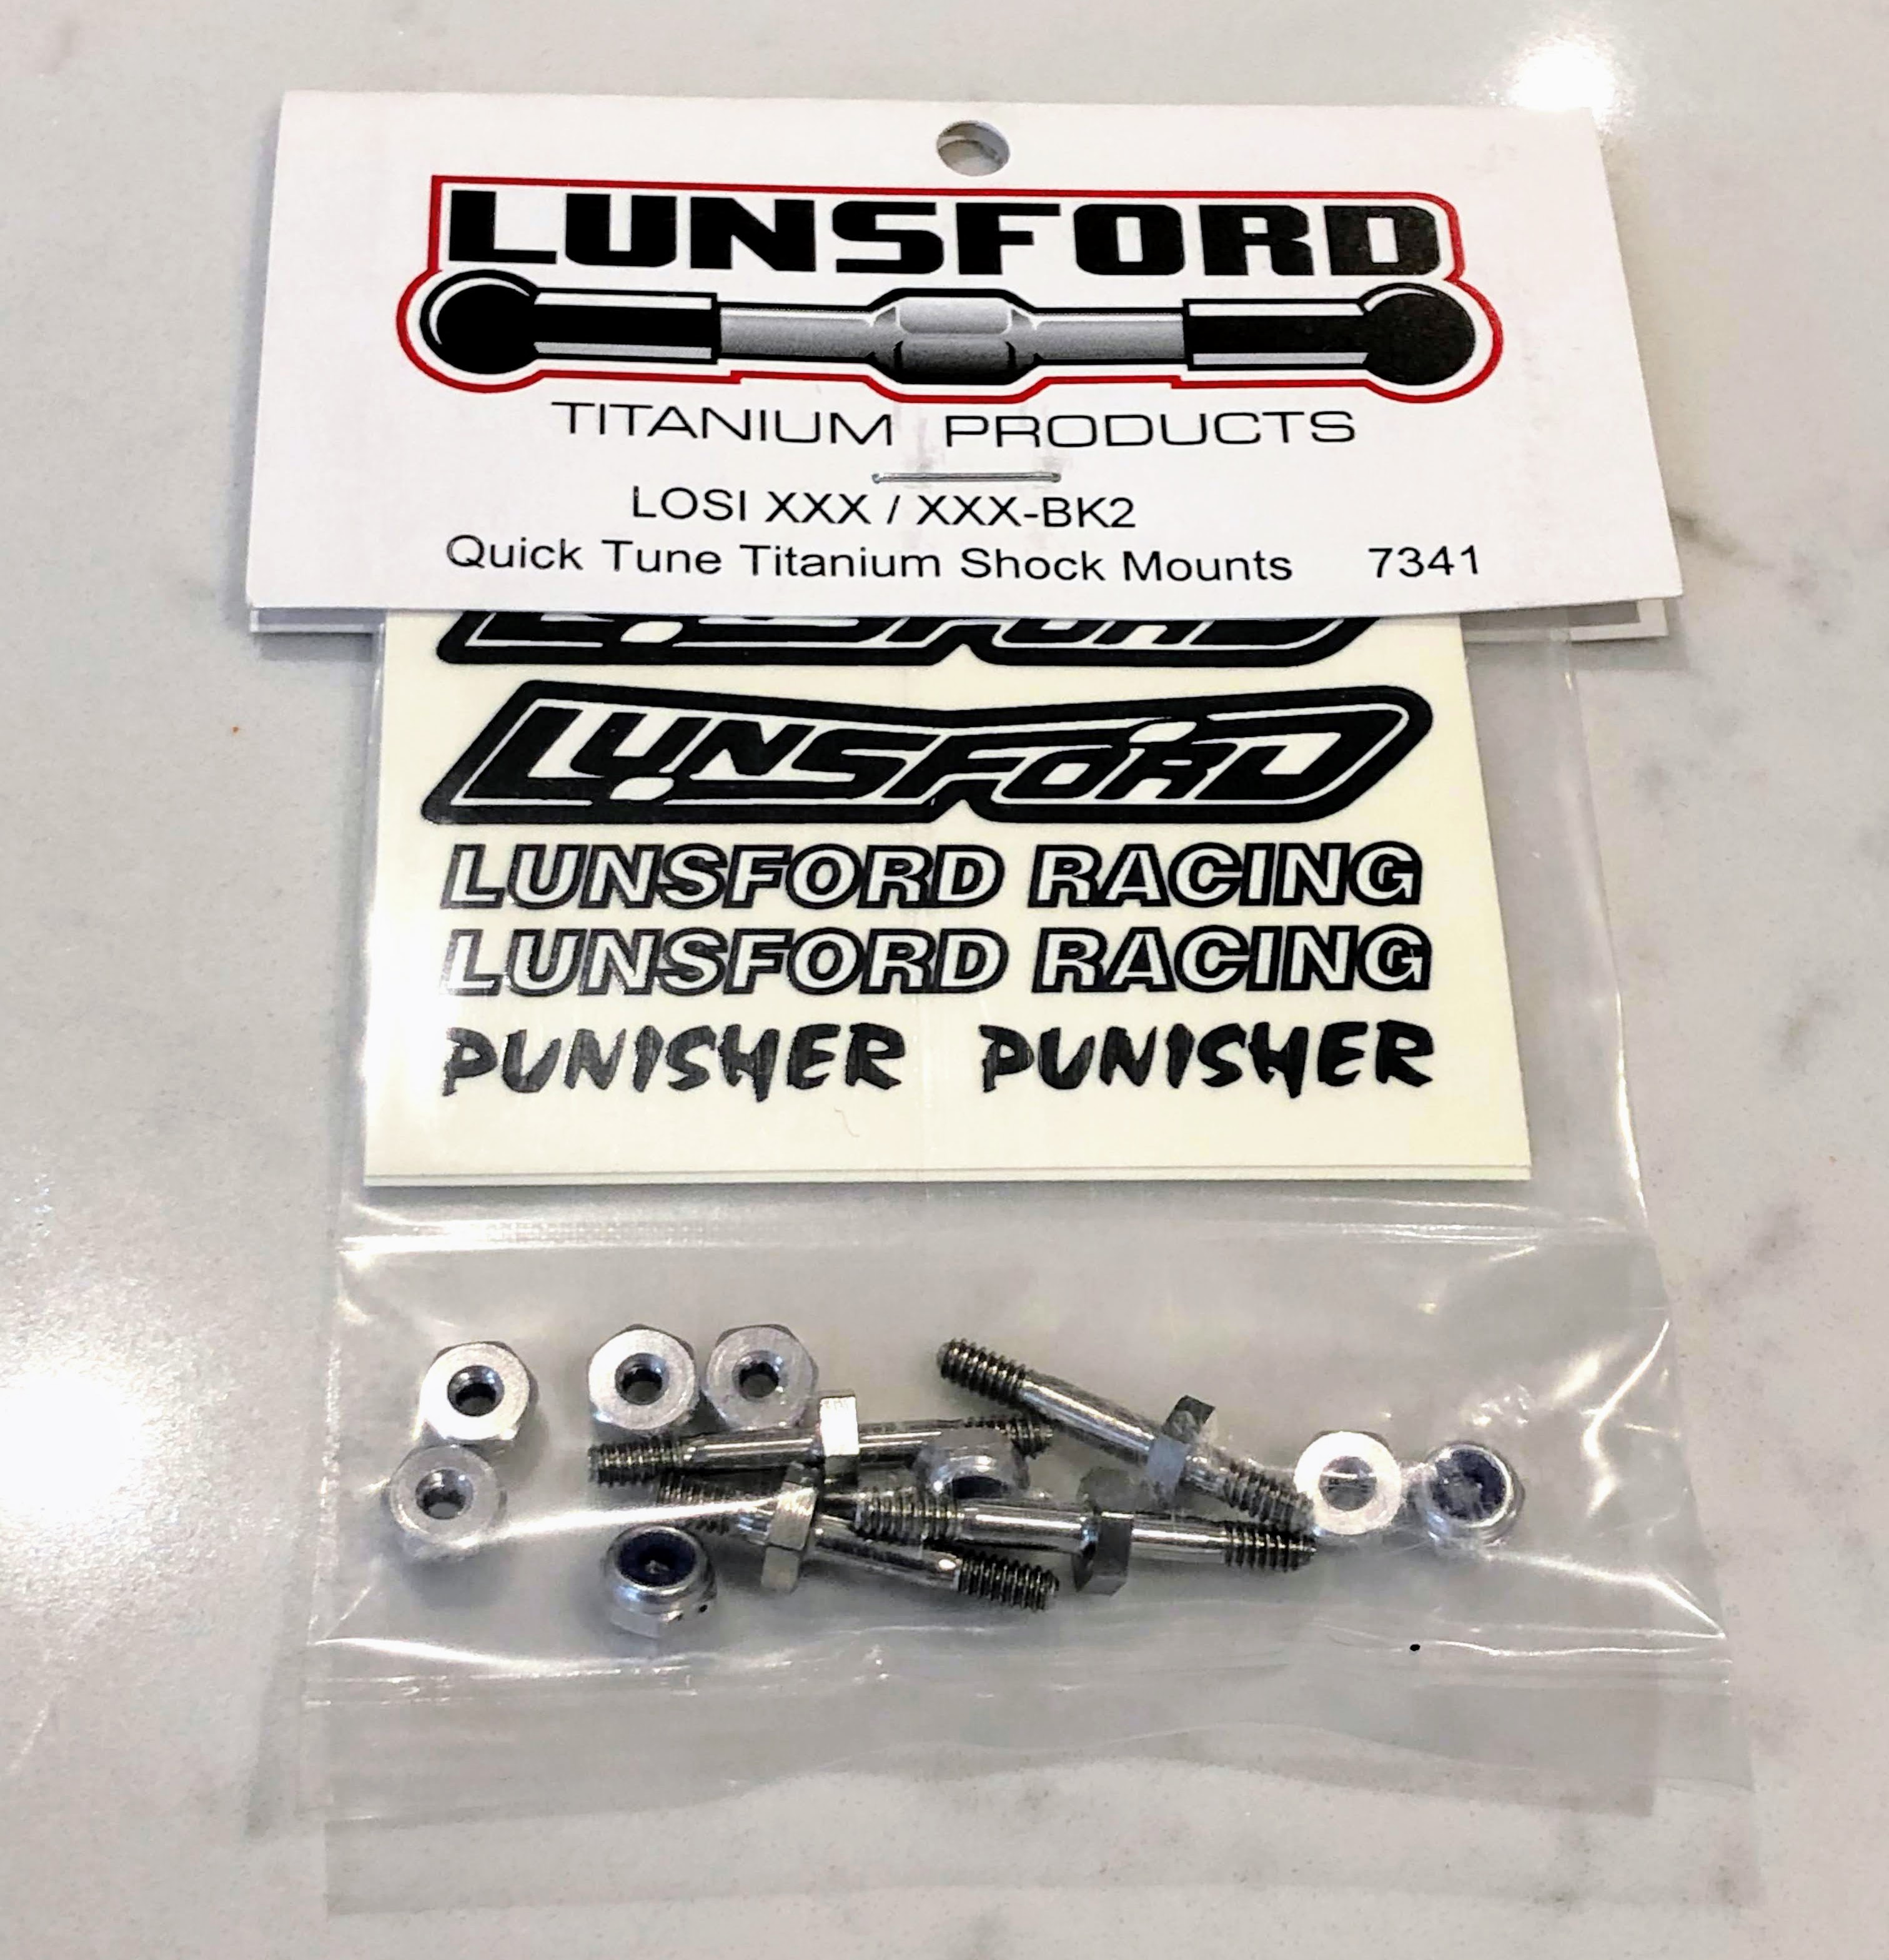 LUNSFORD
TITANIUM PRODUCTS
LOSI XXX / XXX-BK2
Quick Tune Titanium Shock Mounts 7341
LUNSFORD
LUNSFORD
LUNSFORD RACING
LUNSFORD RACING
PUNISHER PUNISHER